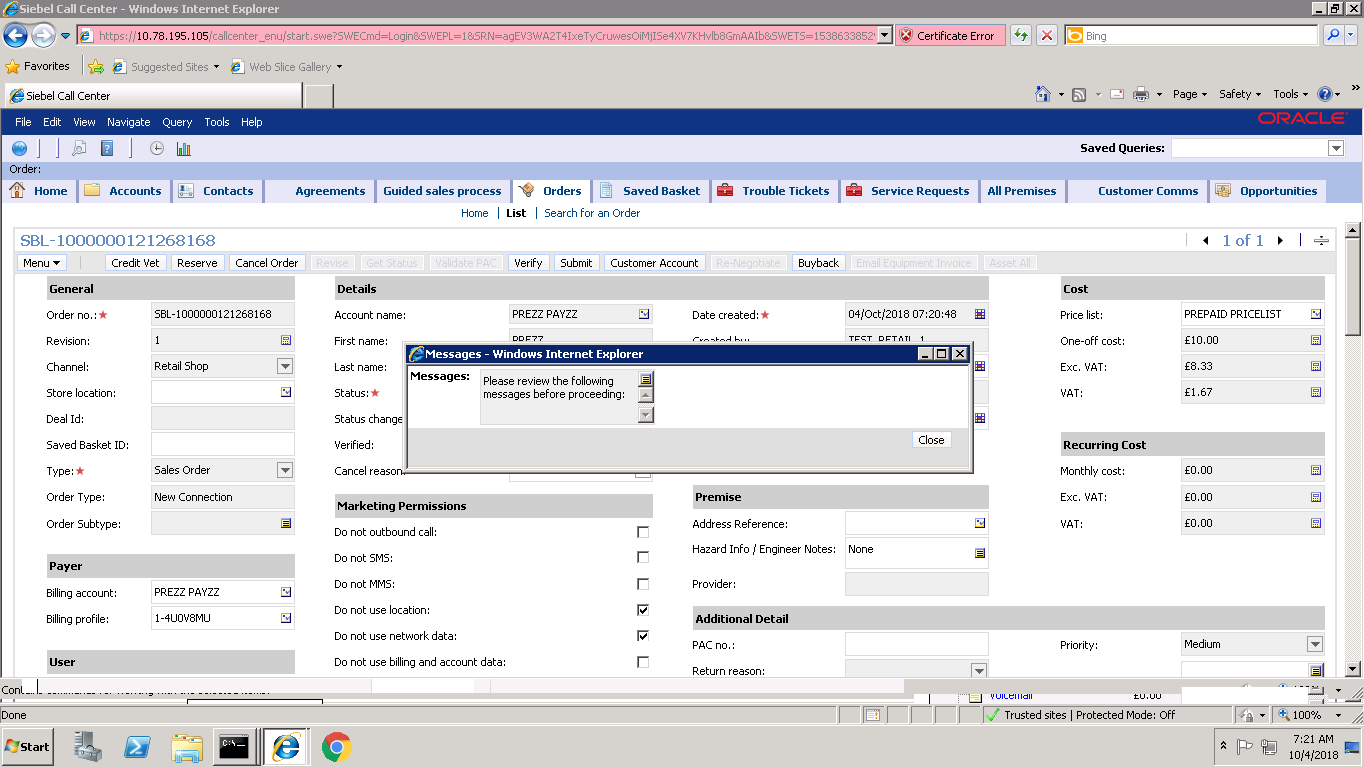 Siebel Call Center - Windows Internet Explorer
https://10.78.195.105/callcenter_enu/start.swe?SWECmd=Login&SWEPL=1&SRN=agEV3WA2T4IxeTyCruwesOiMjISe4XV7KHvlb8GmAAIb&SWETS=1538633852 Certificate Error Bing
Favorites Suggested Sites Web Slice Gallery
Siebel Call Center Page Safety Tools
File Edit View Navigate Query Tools Help ORACLE
Saved Queries:
Order:
Home Accounts Contacts Agreements Guided sales process Orders Saved Basket Trouble Tickets Service Requests All Premises Customer Comms Opportunities
Home List Search for an Order
SBL-1000000121268168 1 of 1
Menu Credit Vet Reserve Cancel Order Revise Get Status Validate PAC Verify Submit Customer Account Re-Negotiate Buyback Email Equipment Invoice Asset All
General Details Cost
Order no.: SBL-1000000121268168 Account name: PREZZ PAYZZ Date created: 04/Oct/2018 07:20:48 Price list: PREPAID PRICELIST
Revision: 1 First name: PREZZ Created by: TEST_RETAIL_1 One-off cost: £10.00
Channel: Retail Shop Last name: Exc. VAT: £8.33
Store location: Status: VAT: £1.67
Deal Id: Status change
Saved Basket ID: Verified: Recurring Cost
Type: Sales Order Cancel reason: Monthly cost: £0.00
Messages - Windows Internet Explorer
Messages: Please review the following
messages before proceeding:
Close
Order Type: New Connection Marketing Permissions Premise Exc. VAT: £0.00
Order Subtype: Do not outbound call: Address Reference: VAT: £0.00
Do not SMS: Hazard Info / Engineer Notes: None
Payer
Billing account: PREZZ PAYZZ Do not MMS: Provider:
Billing profile: 1-4U0V8MU Do not use location: Additional Detail
Do not use network data: PAC no.: Priority: Medium
User Do not use billing and account data: Return reason:
Voicemail £0.00
Done Trusted sites | Protected Mode: Off 100%
Start 7:21 AM
10/4/2018